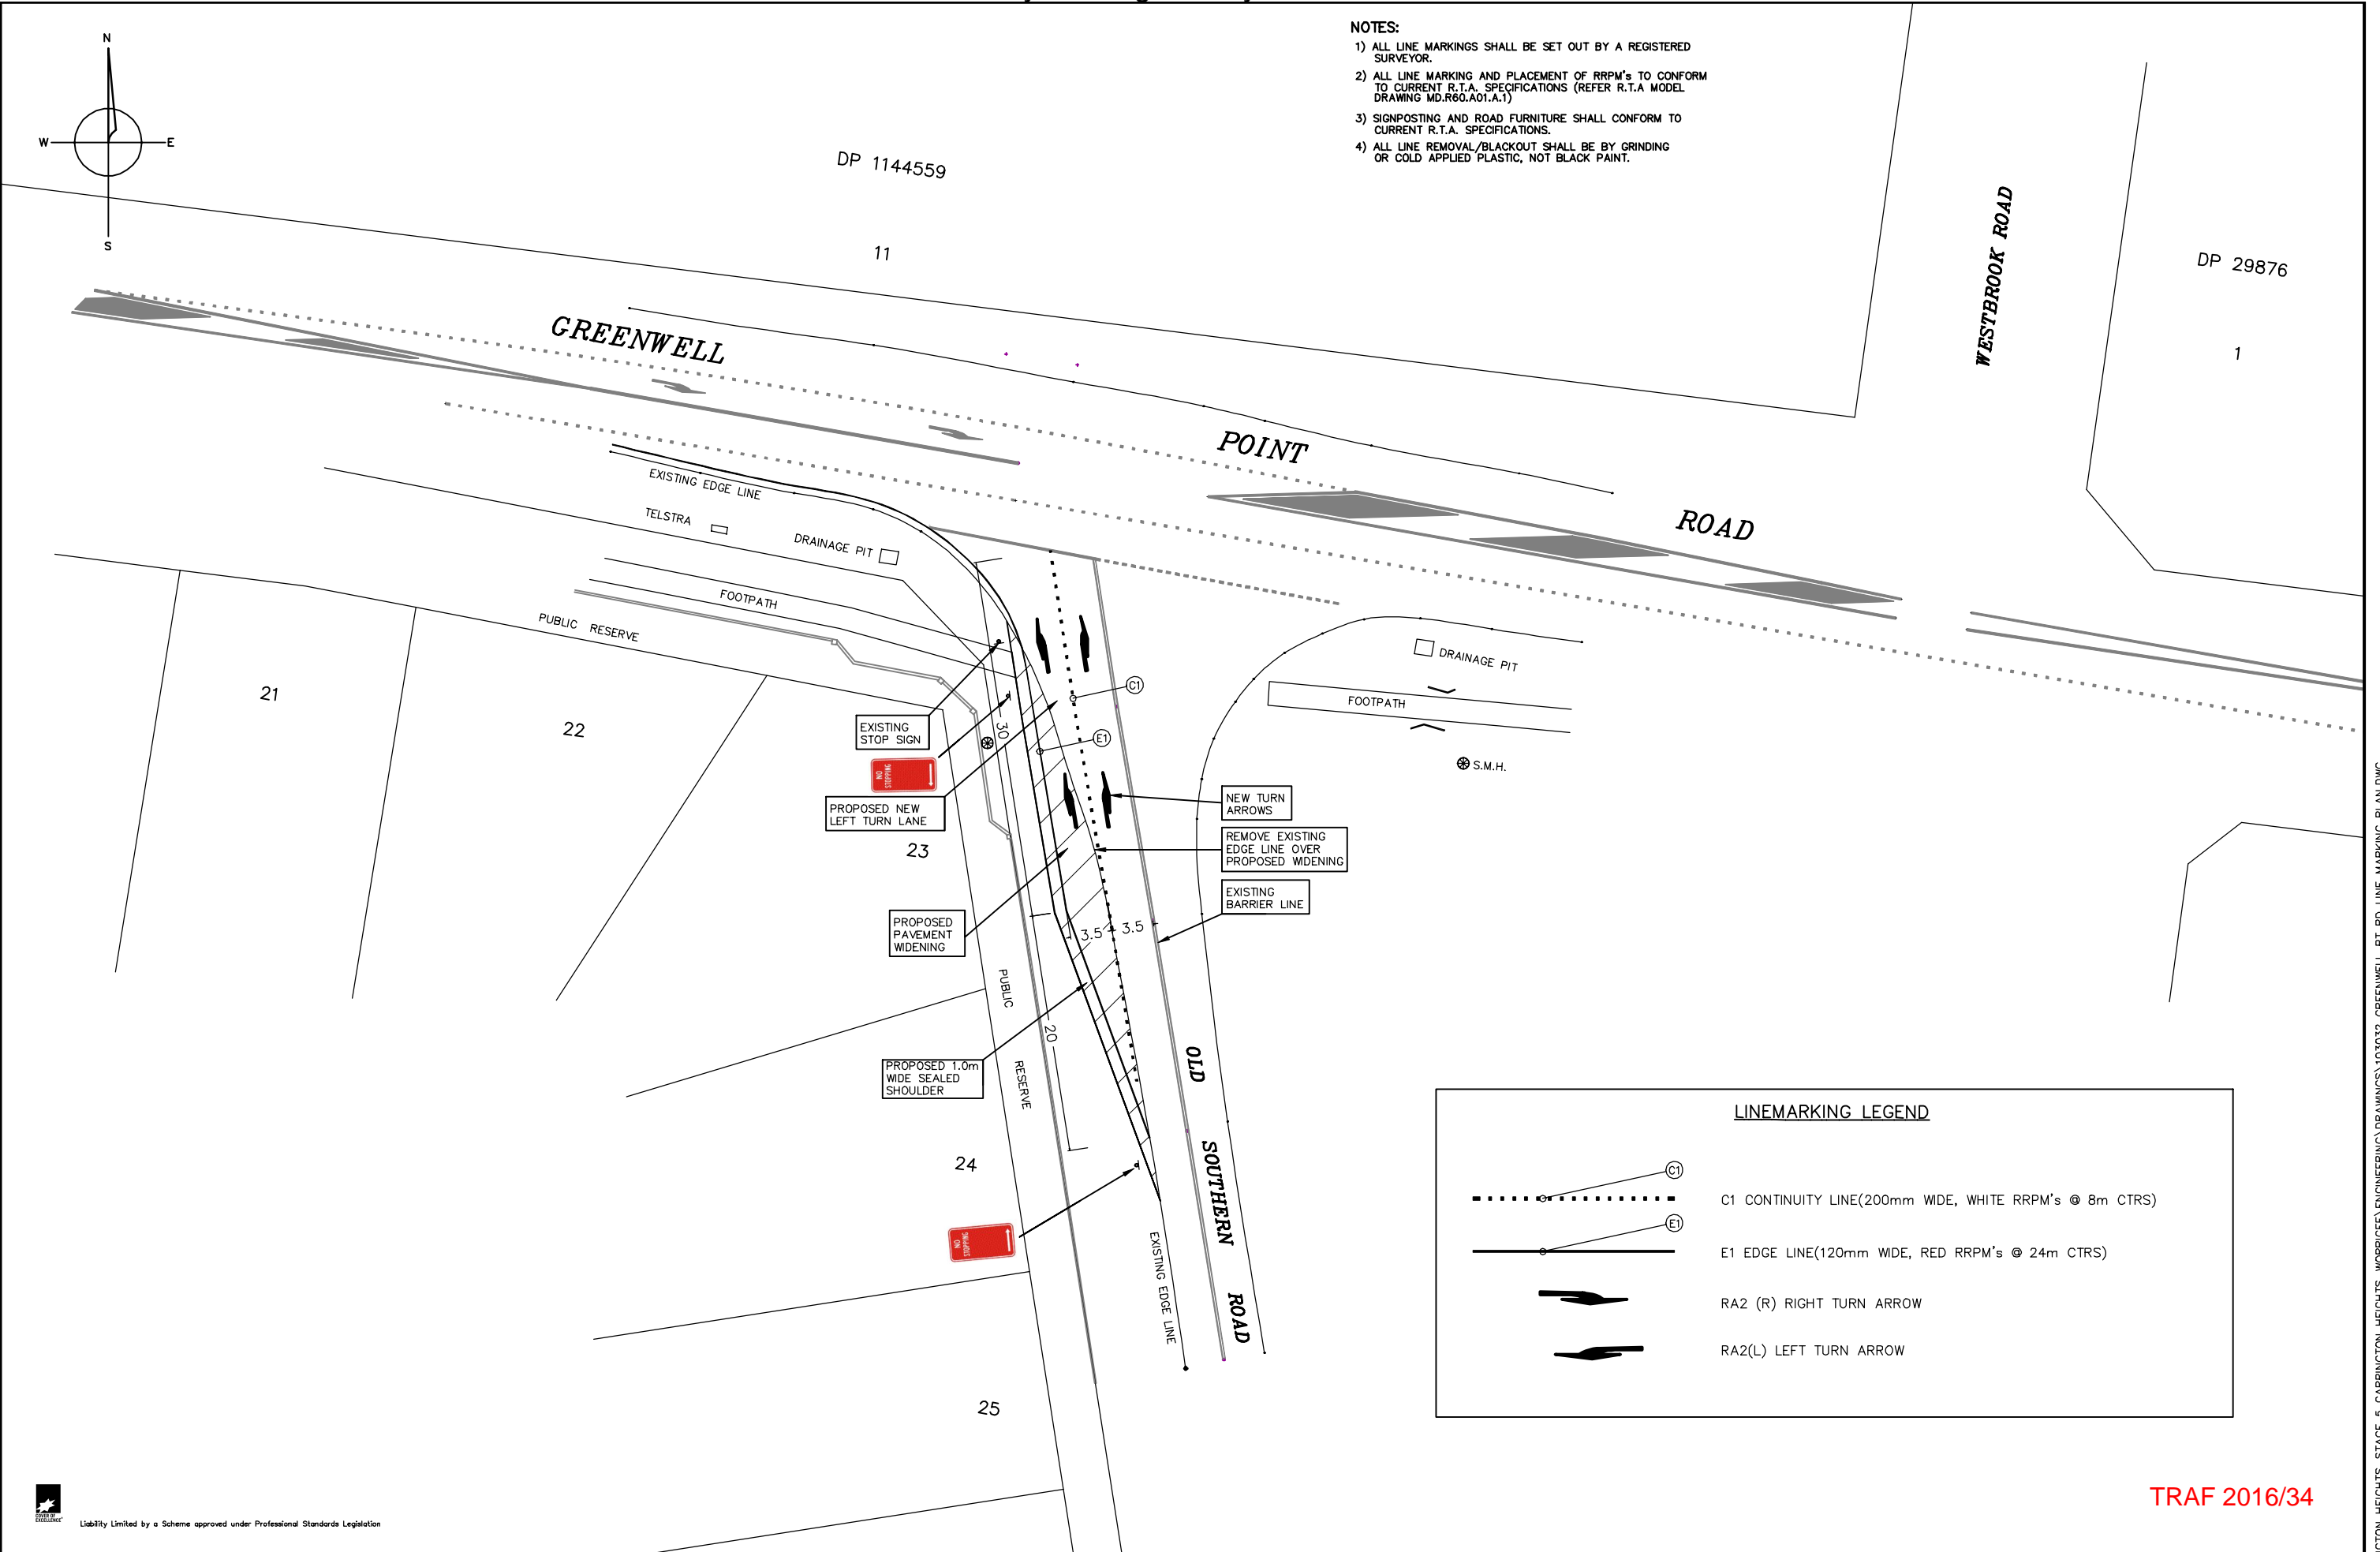 NOTES:
1) ALL LINE MARKINGS SHALL BE SET OUT BY A REGISTERED
SURVEYOR.
2) ALL LINE MARKING AND PLACEMENT OF RRPM's TO CONFORM
TO CURRENT R.T.A. SPECIFICATIONS (REFER R.T.A MODEL
DRAWING MD.R60.A01.A.1)
3) SIGNPOSTING AND ROAD FURNITURE SHALL CONFORM TO
CURRENT R.T.A. SPECIFICATIONS.
4) ALL LINE REMOVAL/BLACKOUT SHALL BE BY GRINDING
OR COLD APPLIED PLASTIC, NOT BLACK PAINT.
N
W
E
S
DP 1144559
11
WESTBROOK ROAD
DP 29876
1
GREENWELL
POINT
ROAD
EXISTING EDGE LINE
TELSTRA
DRAINAGE PIT
FOOTPATH
PUBLIC RESERVE
21
22
DRAINAGE PIT
FOOTPATH
S.M.H.
C1
E1
30
EXISTING
STOP SIGN
NO
STOPPING
PROPOSED NEW
LEFT TURN LANE
23
NEW TURN
ARROWS
REMOVE EXISTING
EDGE LINE OVER
PROPOSED WIDENING
EXISTING
BARRIER LINE
PROPOSED
PAVEMENT
WIDENING
3.5
3.5
PUBLIC
RESERVE
20
PROPOSED 1.0m
WIDE SEALED
SHOULDER
OLD
SOUTHERN
ROAD
24
NO
STOPPING
EXISTING EDGE LINE
25
LINEMARKING LEGEND
C1
C1 CONTINUITY LINE(200mm WIDE, WHITE RRPM's @ 8m CTRS)
E1
E1 EDGE LINE(120mm WIDE, RED RRPM's @ 24m CTRS)
RA2 (R) RIGHT TURN ARROW
RA2(L) LEFT TURN ARROW
TRAF 2016/34
COVER OF
EXCELLENCE
Liability Limited by a Scheme approved under Professional Standards Legislation